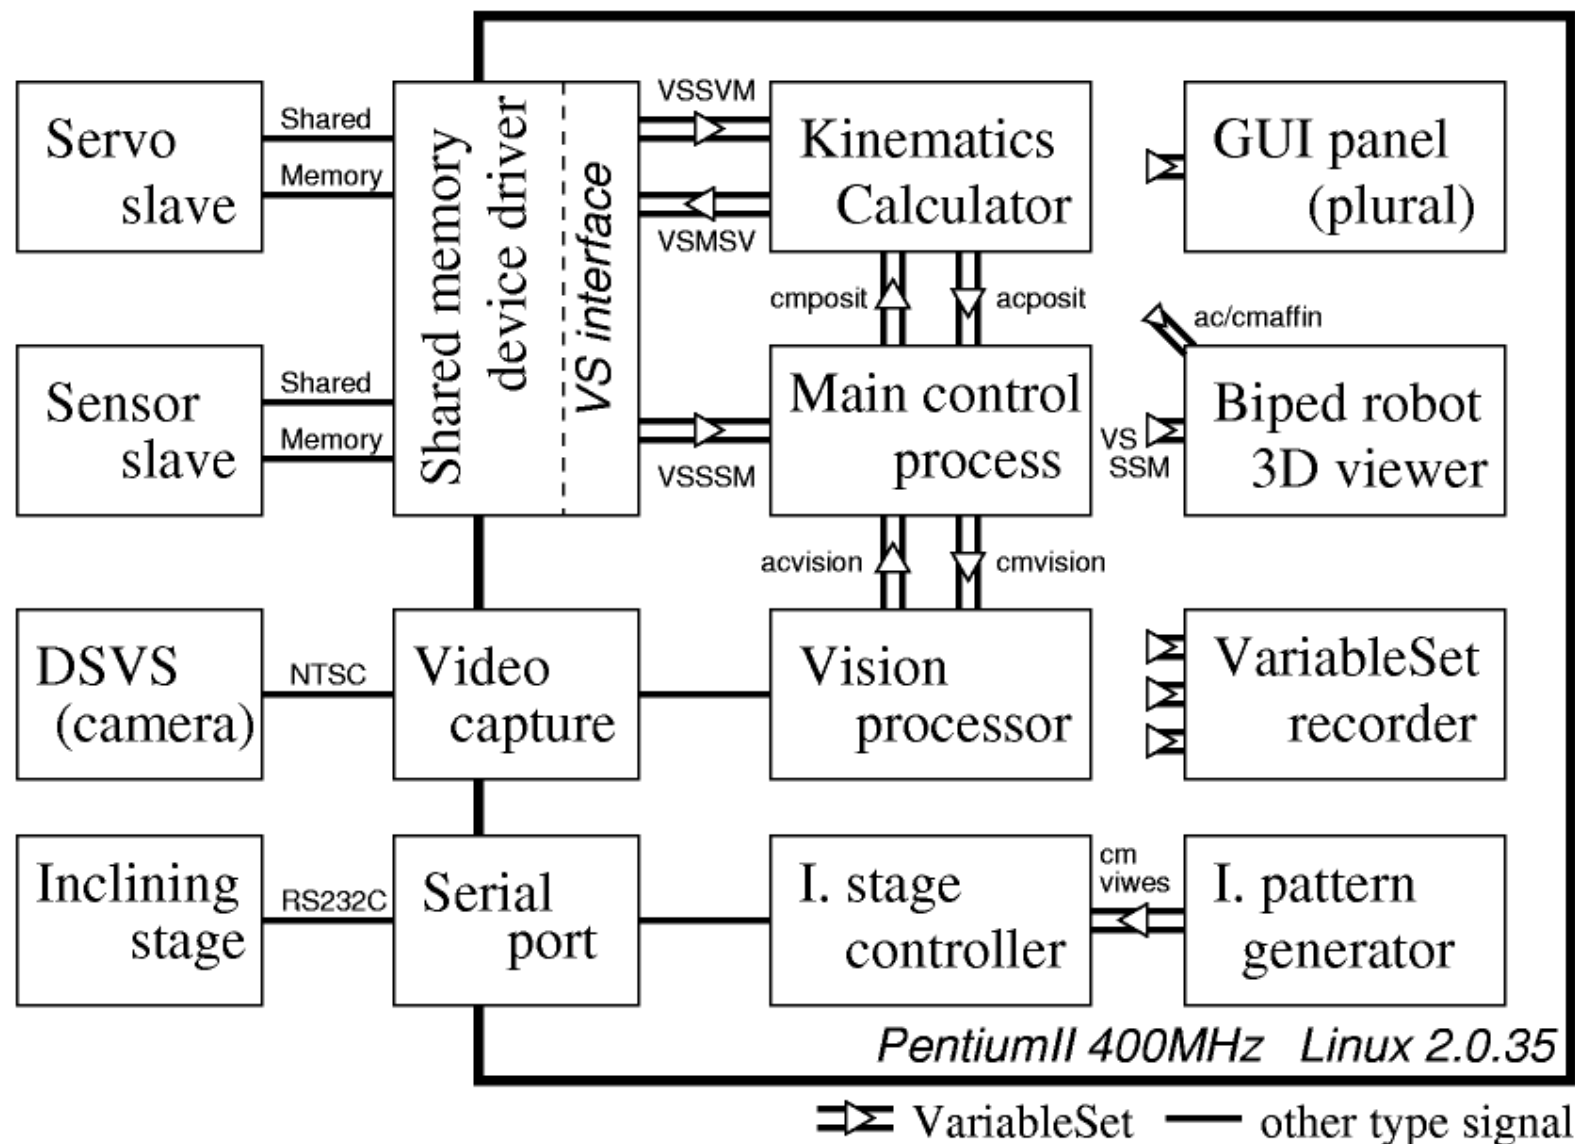 Servo
slave
Shared
Memory
Shared memory
device driver
VS interface
VSSVM
VSMSV
Kinematics
Calculator
GUI panel
(plural)
cmposit
acposit
ac/cmaffin
Sensor
slave
Shared
Memory
VSSSM
Main control
process
VS
SSM
Biped robot
3D viewer
acvision
cmvision
DSVS
(camera)
NTSC
Video
capture
Vision
processor
VariableSet
recorder
Inclining
stage
RS232C
Serial
port
I. stage
controller
cm
viwes
I. pattern
generator
PentiumII 400MHz Linux 2.0.35
VariableSet
other type signal